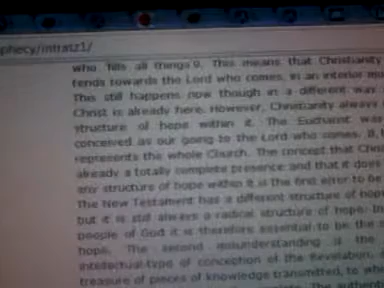 phecy/intratz1/
who fills all things'9. This means that Christianity
tends towards the Lord who comes, in an interior mo
This still happens now though in a different way
Christ is already here. However, Christianity always
structure of hope within it. The Eucharist was
conceived as our going to the Lord who comes.
represents the whole Church. The concept that Chris
already a totally complete presence and that it does
any structure of hope within it is the first error to be
The New Testament has a different structure of hope
but it is still always a radical structure of hope.
people of God it is therefore essential to be the
hope. The second misunderstanding is the
intellectual-type of conception of the Revelation,
treasure of pieces of knowledge transmitted, to wh
The authent